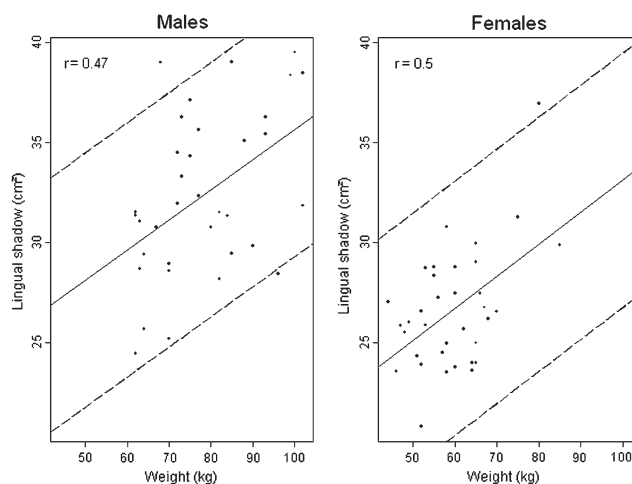 Males
r= 0.47
Lingual shadow (cm²)
40
35
30
25
50 60 70 80 90 100
Weight (kg)
Females
r = 0.5
Lingual shadow (cm²)
40
35
30
25
50 60 70 80 90 100
Weight (kg)